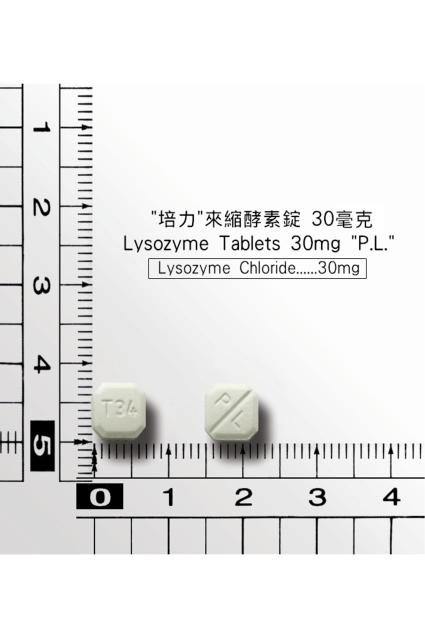 "培力"來縮酵素錠 30毫克
Lysozyme Tablets 30mg "P.L."
Lysozyme Chloride......30mg
1
2
3
4
5
T34
P/L
0 1 2 3 4